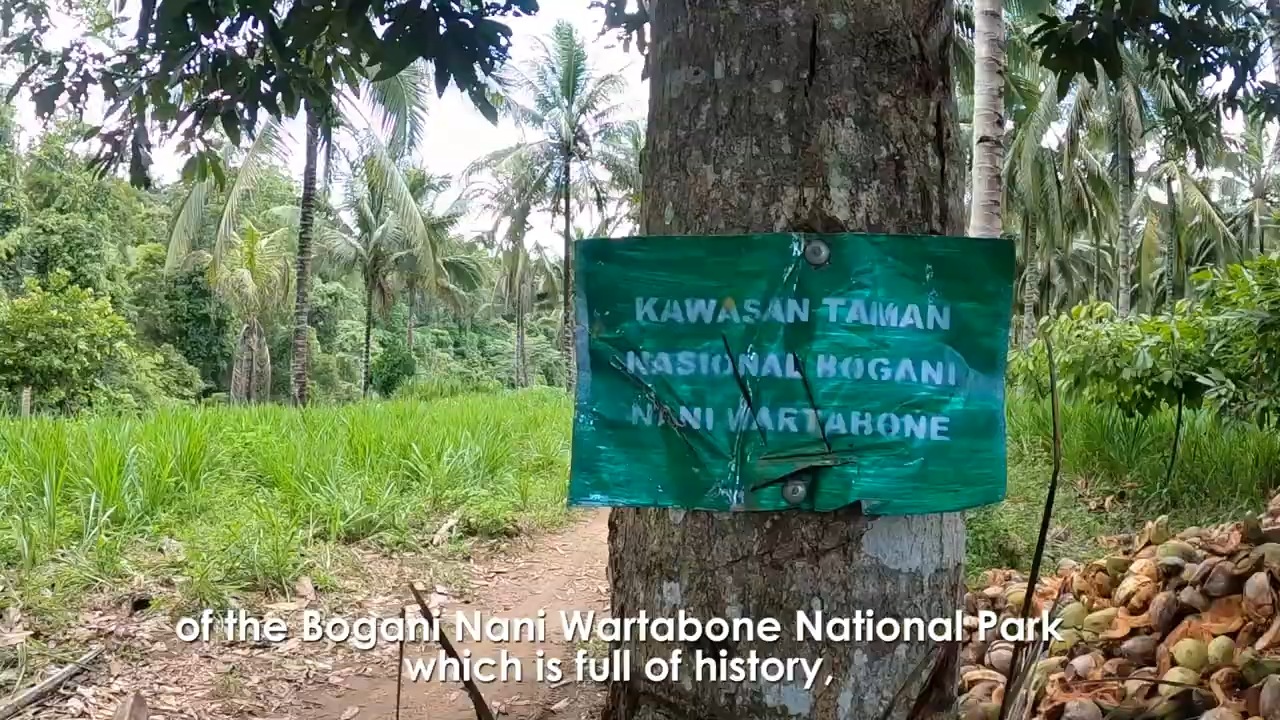 KAWASAN TAMAN
NASIONAL BOGANI
NANI WARTABONE
of the Bogani Nani Wartabone National Park
which is full of history,